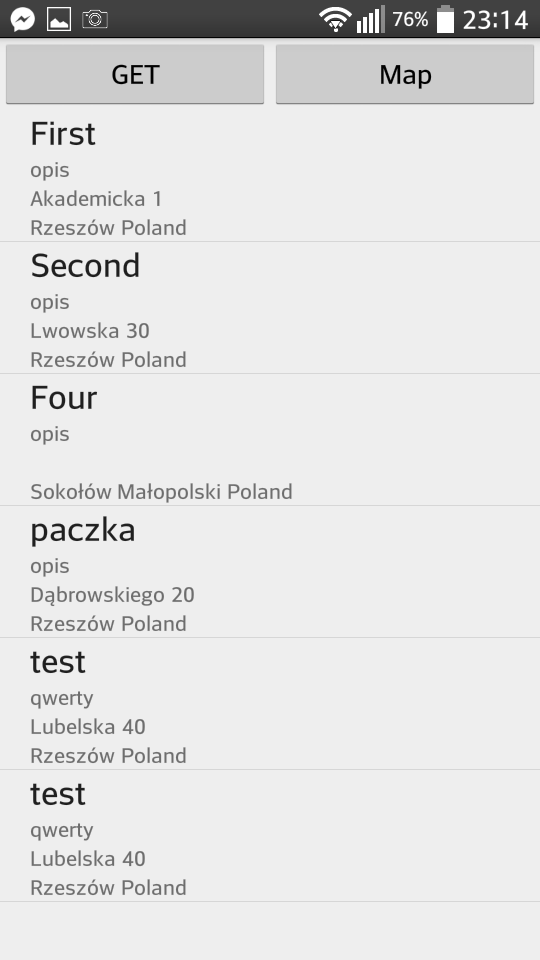 76% 23:14
GET Map
First
opis
Akademicka 1
Rzeszów Poland
Second
opis
Lwowska 30
Rzeszów Poland
Four
opis
Sokołów Małopolski Poland
paczka
opis
Dąbrowskiego 20
Rzeszów Poland
test
qwerty
Lubelska 40
Rzeszów Poland
test
qwerty
Lubelska 40
Rzeszów Poland